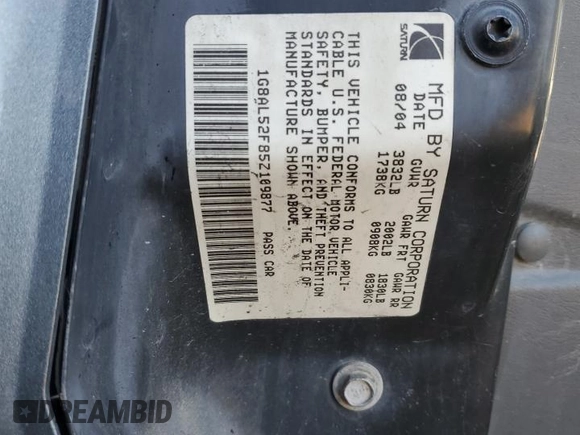 SATURN
MFD BY SATURN CORPORATION
DATE GVWR GAWR FRT GAWR RR
08/04 3832LB 2002LB 1830LB
1738KG 0908KG 0830KG
THIS VEHICLE CONFORMS TO ALL APPLI-
CABLE U.S. FEDERAL MOTOR VEHICLE
SAFETY, BUMPER, AND THEFT PREVENTION
STANDARDS IN EFFECT ON THE DATE OF
MANUFACTURE SHOWN ABOVE.
1G8AL52F85Z109877 PASS CAR
DREAMBID